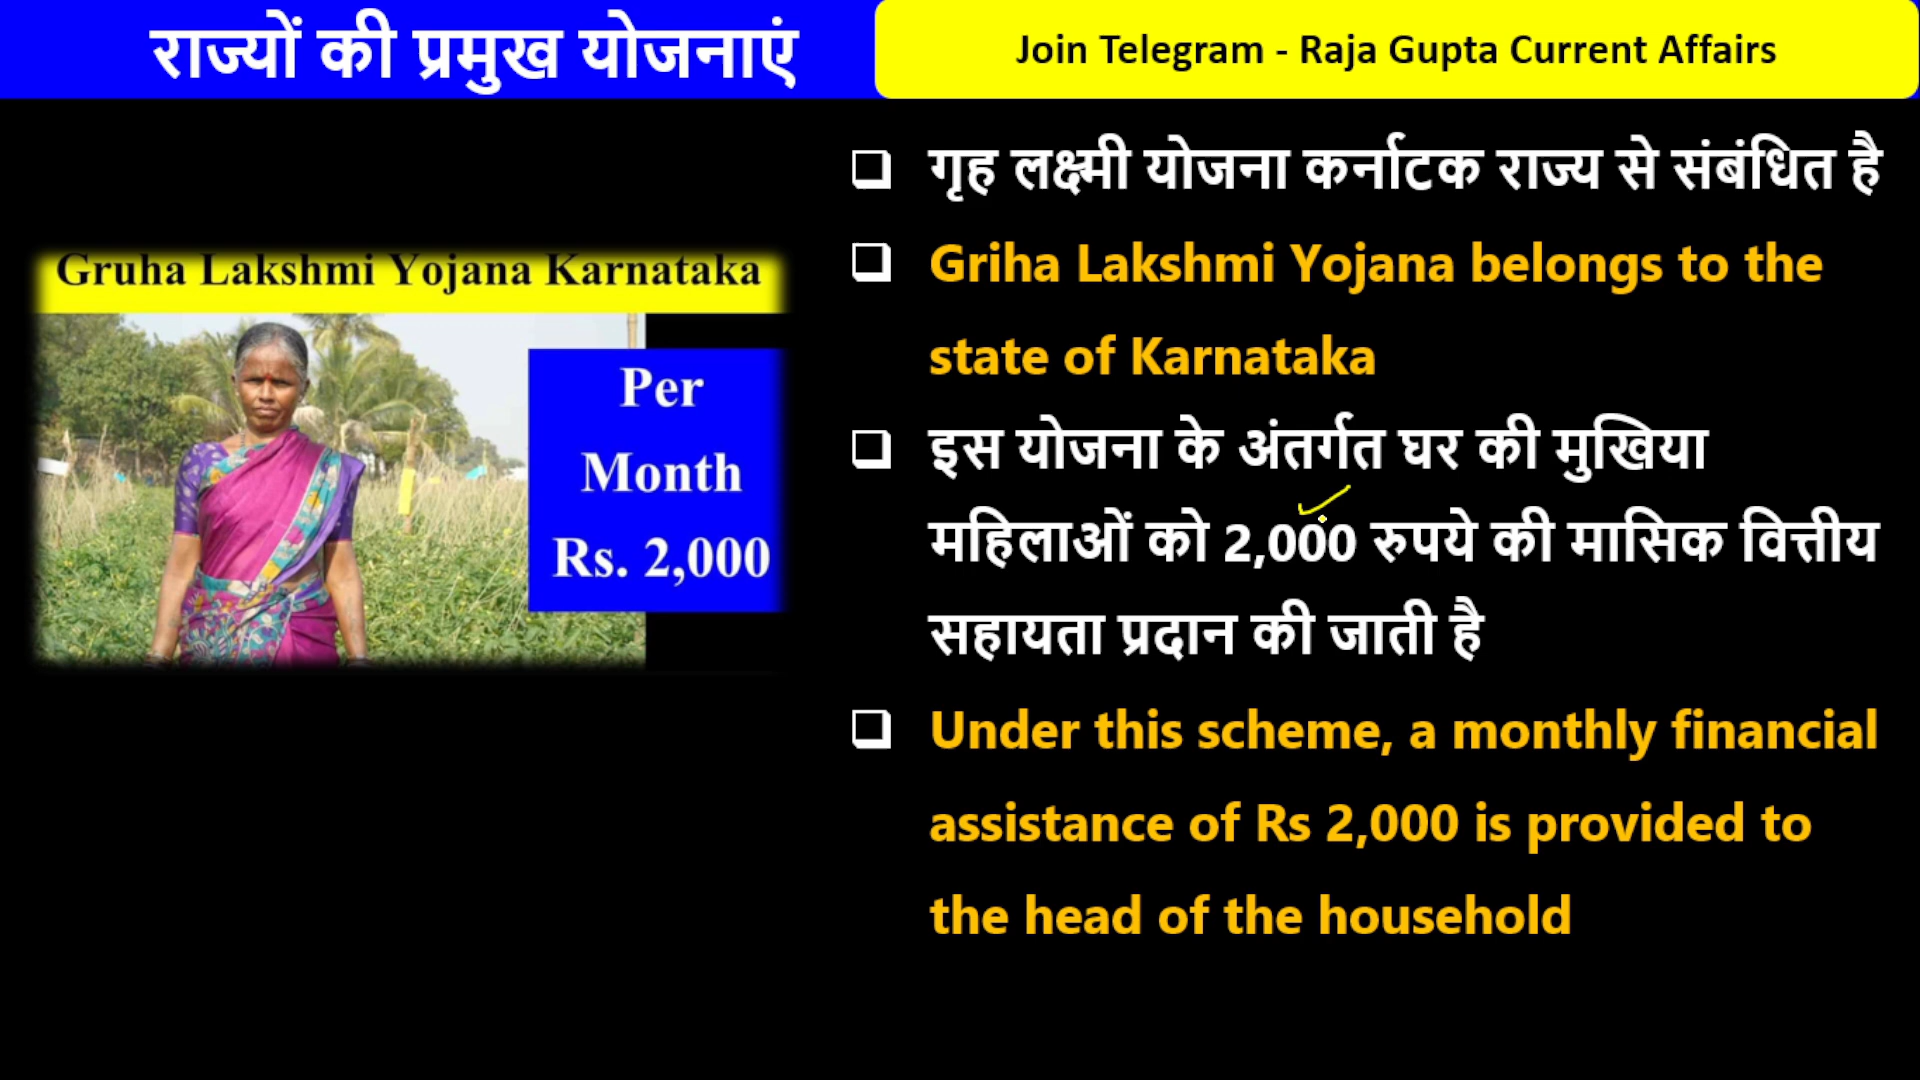 राज्यों की प्रमुख योजनाएं
Join Telegram - Raja Gupta Current Affairs
Gruha Lakshmi Yojana Karnataka
Per
Month
Rs. 2,000
गृह लक्ष्मी योजना कर्नाटक राज्य से संबंधित है
Griha Lakshmi Yojana belongs to the
state of Karnataka
इस योजना के अंतर्गत घर की मुखिया
महिलाओं को 2,000 रुपये की मासिक वित्तीय
सहायता प्रदान की जाती है
Under this scheme, a monthly financial
assistance of Rs 2,000 is provided to
the head of the household